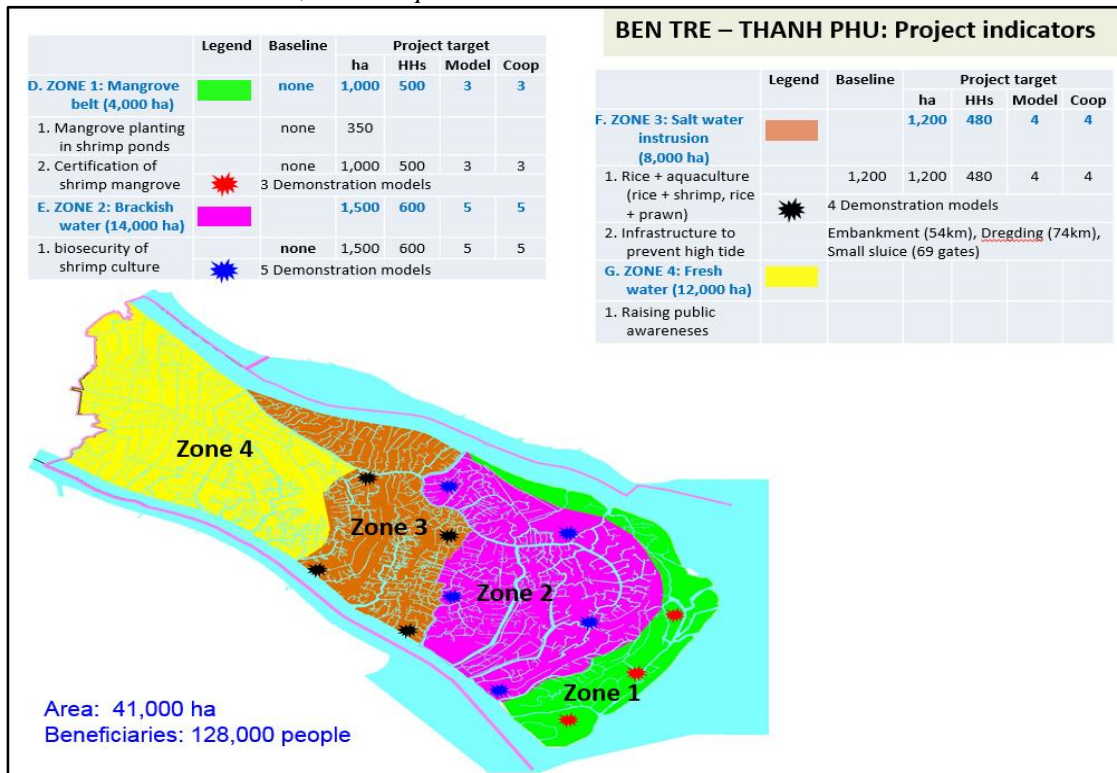 BEN TRE – THANH PHU: Project indicators
Legend Baseline Project target
ha HHs Model Coop
D. ZONE 1: Mangrove none 1,000 500 3 3
belt (4,000 ha)
1. Mangrove planting none 350
in shrimp ponds
2. Certification of none 1,000 500 3 3
shrimp mangrove 3 Demonstration models
E. ZONE 2: Brackish 1,500 600 5 5
water (14,000 ha)
1. biosecurity of none 1,500 600 5 5
shrimp culture 5 Demonstration models
Legend Baseline Project target
ha HHs Model Coop
F. ZONE 3: Salt water 1,200 480 4 4
instrusion
(8,000 ha)
1. Rice + aquaculture 1,200 1,200 480 4 4
(rice + shrimp, rice 4 Demonstration models
+ prawn)
2. Infrastructure to Embankment (54km), Dregding (74km),
prevent high tide Small sluice (69 gates)
G. ZONE 4: Fresh
water (12,000 ha)
1. Raising public
awareneses
Zone 4
Zone 3
Zone 2
Zone 1
Area: 41,000 ha
Beneficiaries: 128,000 people